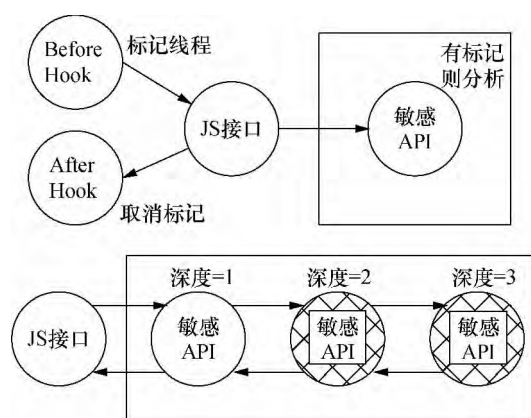 Before
Hook
标记线程
有标记
则分析
JS接口
敏感
API
After
Hook
取消标记
深度=1
深度=2
深度=3
JS接口
敏感
API
敏感
API
敏感
API